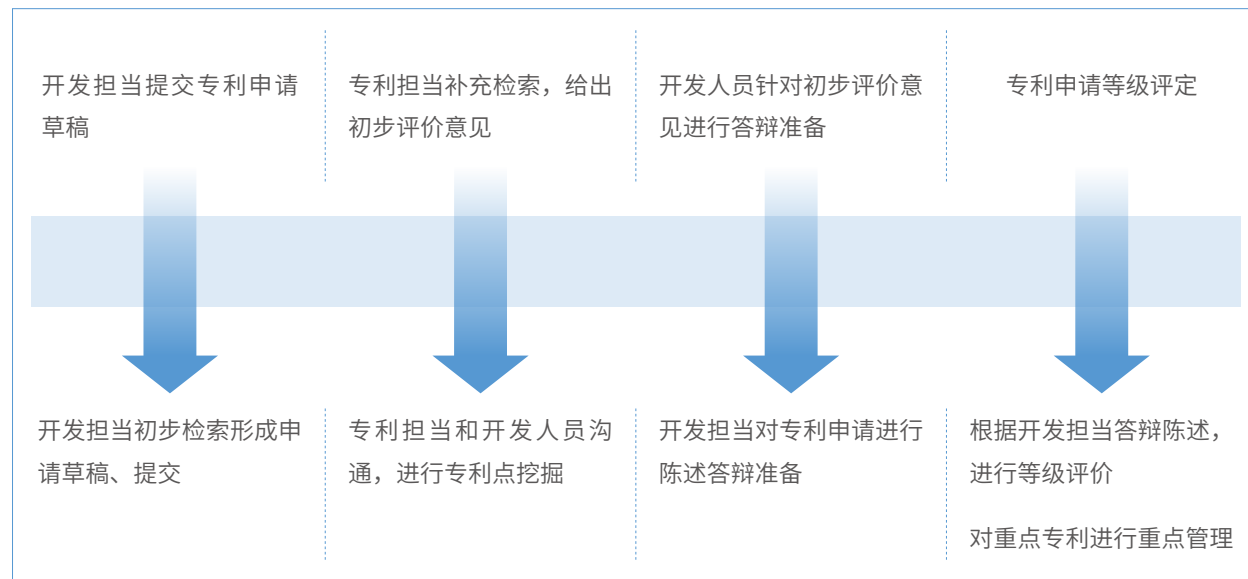 开发担当提交专利申请
草稿
专利担当补充检索，给出
初步评价意见
开发人员针对初步评价意
见进行答辩准备
专利申请等级评定
开发担当初步检索形成申
请草稿、提交
专利担当和开发人员沟
通，进行专利点挖掘
开发担当对专利申请进行
陈述答辩准备
根据开发担当答辩陈述，
进行等级评价
对重点专利进行重点管理